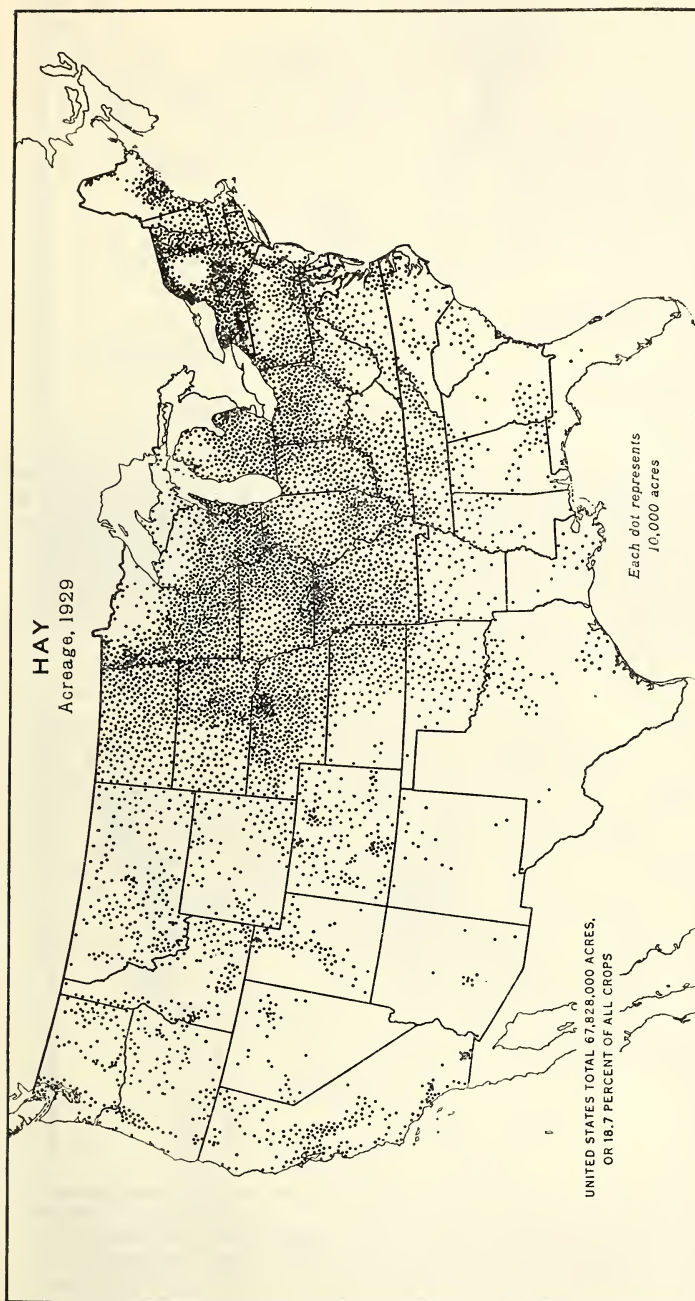 HAY
Acreage, 1929
Each dot represents
10,000 acres
UNITED STATES TOTAL 67,828,000 ACRES,
OR 18.7 PERCENT OF ALL CROPS